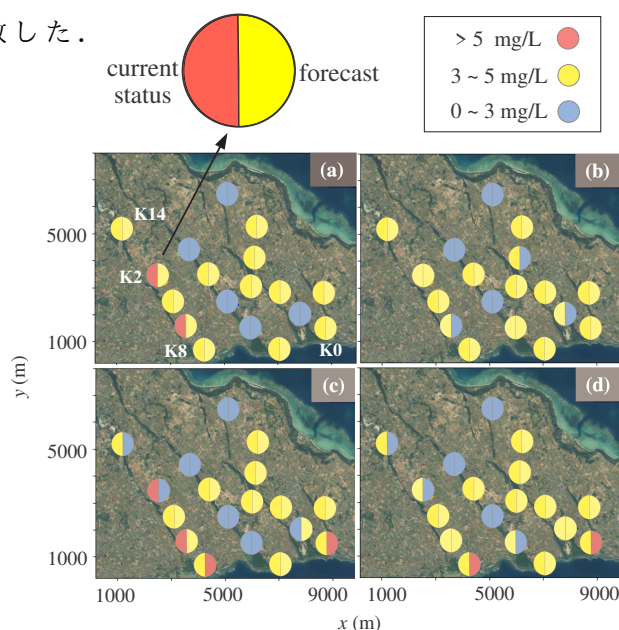 致した.
current
status
forecast
> 5 mg/L
3 ~ 5 mg/L
0 ~ 3 mg/L
(a)
K14
K2
K8
K0
(b)
5000
1000
(c)
(d)
5000
1000
y (m)
1000 5000 9000
1000 5000 9000
x (m)